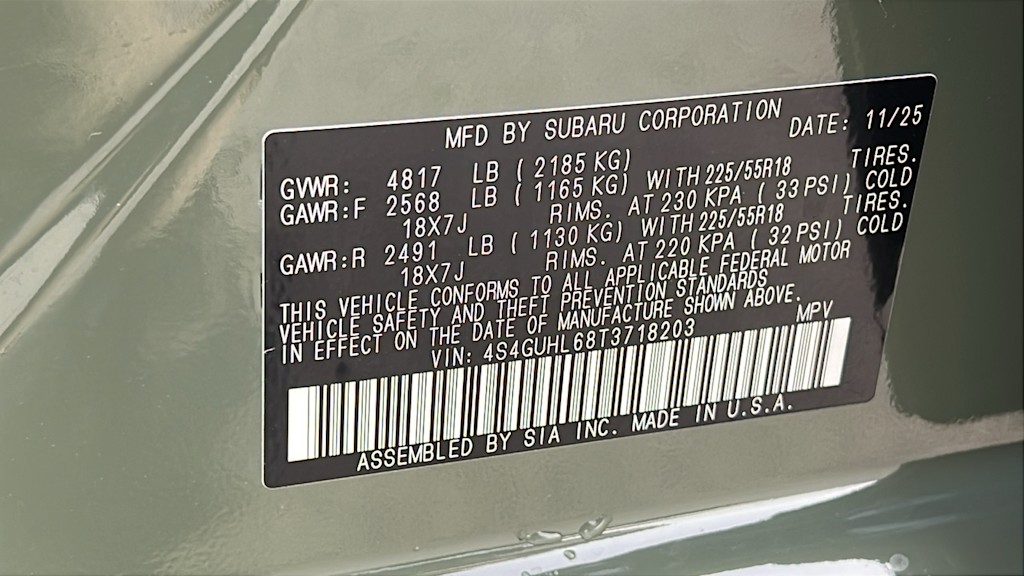 MFD BY SUBARU CORPORATION DATE: 11/25
GVWR: 4817 LB ( 2185 KG)
GAWR:F 2568 LB ( 1165 KG) WITH 225/55R18 TIRES.
18X7J RIMS. AT 230 KPA ( 33 PSI) COLD
GAWR:R 2491 LB ( 1130 KG) WITH 225/55R18 TIRES.
18X7J RIMS. AT 220 KPA ( 32 PSI) COLD
THIS VEHICLE CONFORMS TO ALL APPLICABLE FEDERAL MOTOR
VEHICLE SAFETY AND THEFT PREVENTION STANDARDS
IN EFFECT ON THE DATE OF MANUFACTURE SHOWN ABOVE.
VIN: 4S4GUHL68T3718203 MPV
ASSEMBLED BY SIA INC. MADE IN U.S.A.